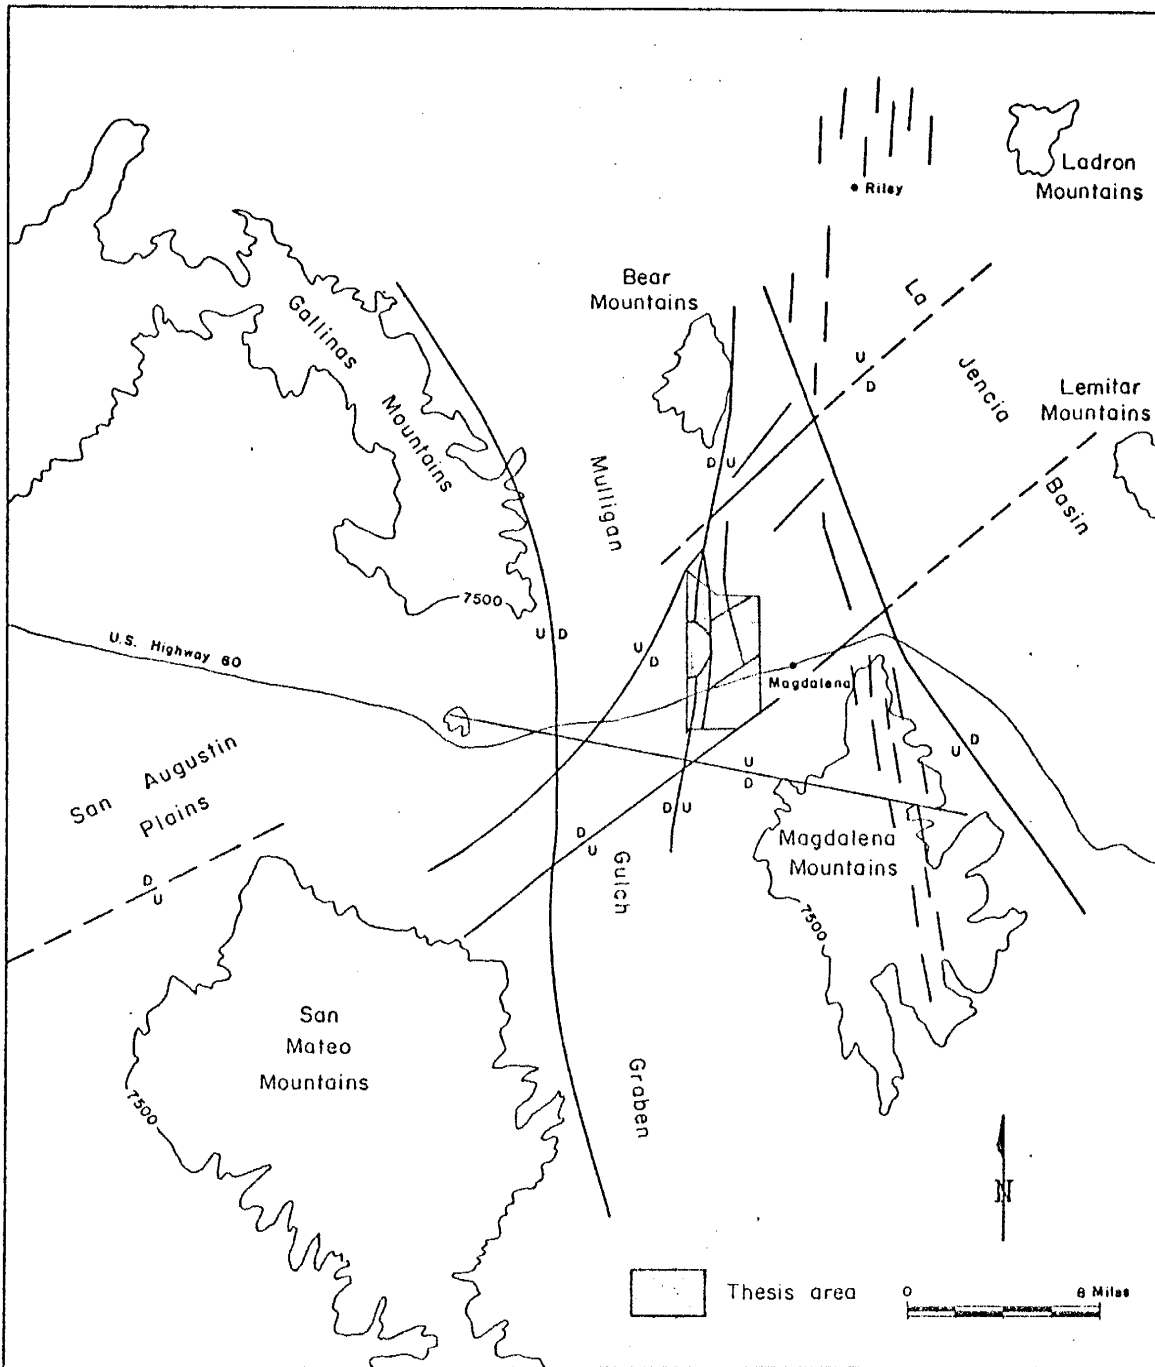 Riley
Ladron
Mountains
Bear
Mountains
La
Jencia
Basin
Gallinas
Mountains
U
D
Lemitar
Mountains
Mulligan
Gulch
Graben
D U
7500
U D
U
D
U.S. Highway 60
Magdalena
San Augustin
Plains
U D
U
D
D U
D
U
D
U
Magdalena
Mountains
7500
San
Mateo
Mountains
7500
N
Thesis area
0 8 Miles